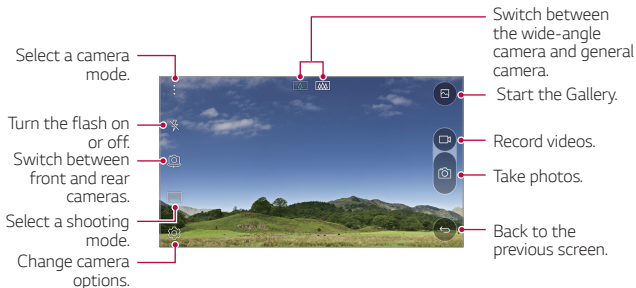 Select a camera
mode.
Turn the flash on
or off.
Switch between
front and rear
cameras.
Select a shooting
mode.
Change camera
options.
Switch between
the wide-angle
camera and general
camera.
Start the Gallery.
Record videos.
Take photos.
Back to the
previous screen.